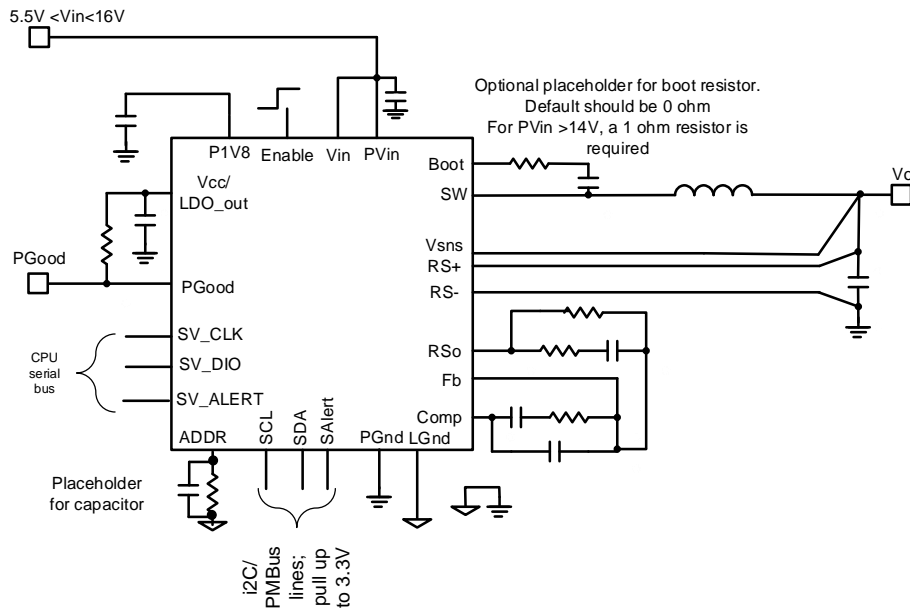 5.5V <Vin<16V
Optional placeholder for boot resistor.
Default should be 0 ohm
For PVin >14V, a 1 ohm resistor is
required
P1V8
Enable
Vin
PVin
Boot
SW
Vo
Vcc/
LDO_out
Vsns
RS+
RS-
PGood
PGood
SV_CLK
SV_DIO
SV_ALERT
CPU
serial
bus
RSo
Fb
Comp
ADDR
SCL
SDA
SAlert
PGnd
LGnd
Placeholder
for capacitor
i2C/
PMBus
lines;
pull up
to 3.3V